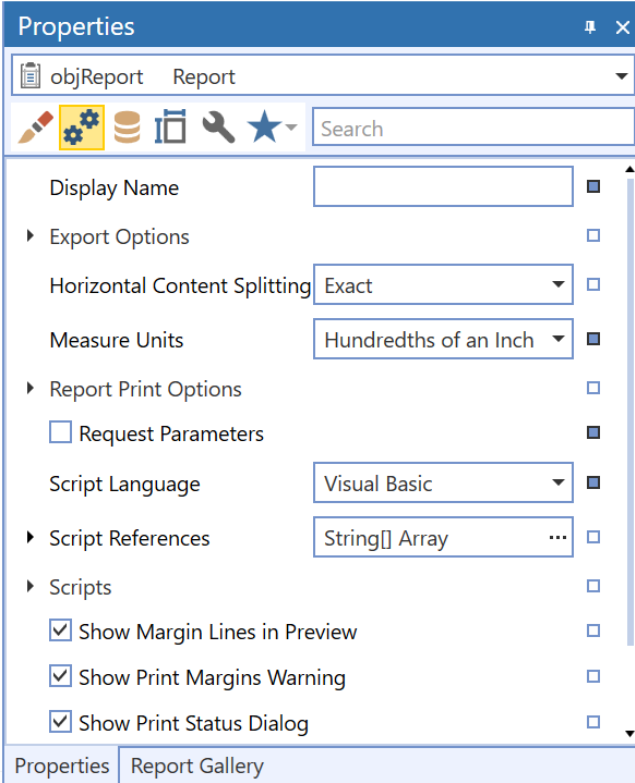 Properties
objReport Report
Search
Display Name
Export Options
Horizontal Content Splitting Exact
Measure Units Hundredths of an Inch
Report Print Options
Request Parameters
Script Language Visual Basic
Script References String[] Array ...
Scripts
Show Margin Lines in Preview
Show Print Margins Warning
Show Print Status Dialog
Properties Report Gallery